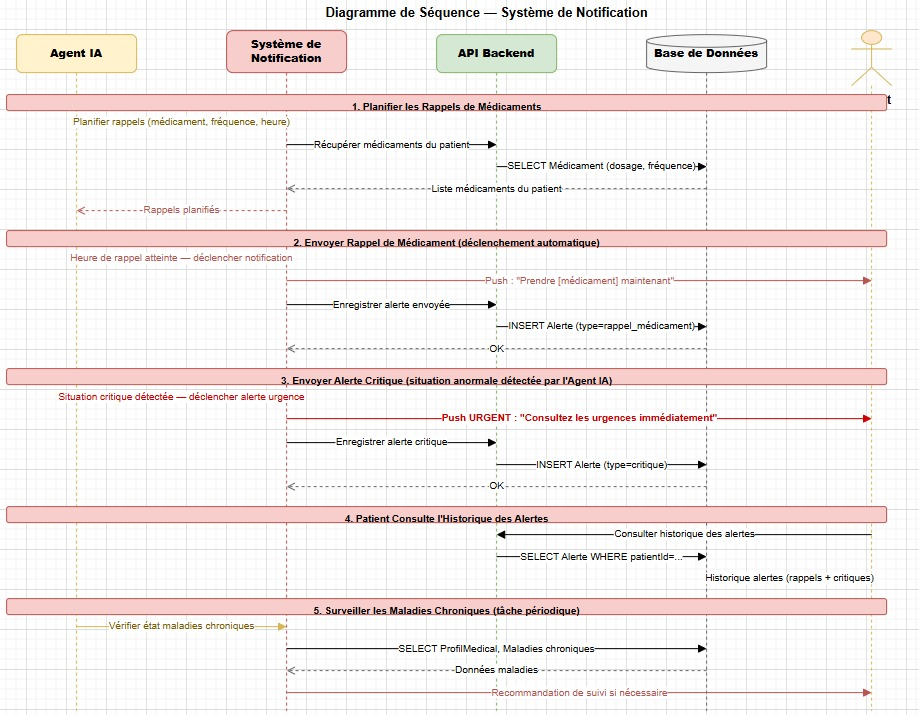 Diagramme de Séquence — Système de Notification
Agent IA
Système de
Notification
API Backend
Base de Données
t
1. Planifier les Rappels de Médicaments
Planifier rappels (médicament, fréquence, heure)
Récupérer médicaments du patient
SELECT Médicament (dosage, fréquence)
Liste médicaments du patient
Rappels planifiés
2. Envoyer Rappel de Médicament (déclenchement automatique)
Heure de rappel atteinte — déclencher notification
Push : "Prendre [médicament] maintenant"
Enregistrer alerte envoyée
INSERT Alerte (type=rappel_médicament)
OK
3. Envoyer Alerte Critique (situation anormale détectée par l'Agent IA)
Situation critique détectée — déclencher alerte urgence
Push URGENT : "Consultez les urgences immédiatement"
Enregistrer alerte critique
INSERT Alerte (type=critique)
OK
4. Patient Consulte l'Historique des Alertes
Consulter historique des alertes
SELECT Alerte WHERE patientId=...
Historique alertes (rappels + critiques)
5. Surveiller les Maladies Chroniques (tâche périodique)
Vérifier état maladies chroniques
SELECT ProfilMedical, Maladies chroniques
Données maladies
Recommandation de suivi si nécessaire